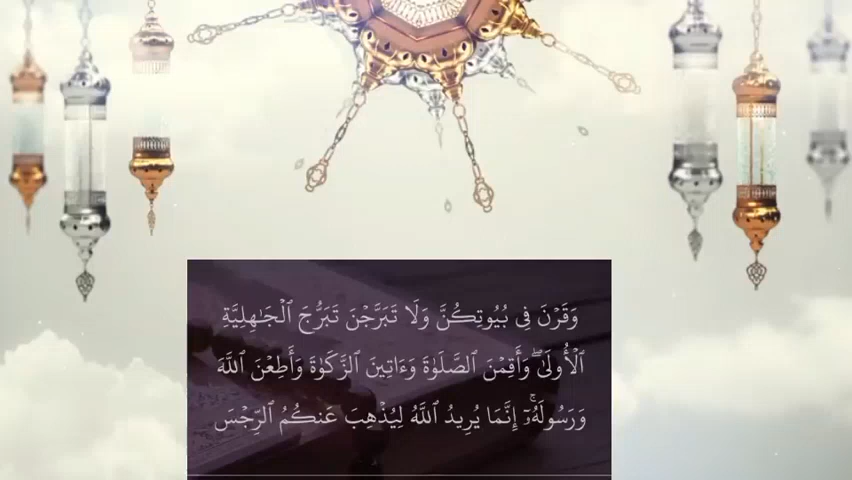 وَقَرۡنَ فِي بُيُوتِكُنَّ وَلَا تَبَرَّجۡنَ تَبَرُّجَ ٱلۡجَٰهِلِيَّةِ
ٱلۡأُولَىٰۖ وَأَقِمۡنَ ٱلصَّلَوٰةَ وَءَاتِينَ ٱلزَّكَوٰةَ وَأَطِعۡنَ ٱللَّهَ
وَرَسُولَهُۥٓۚ إِنَّمَا يُرِيدُ ٱللَّهُ لِيُذۡهِبَ عَنكُمُ ٱلرِّجۡسَ